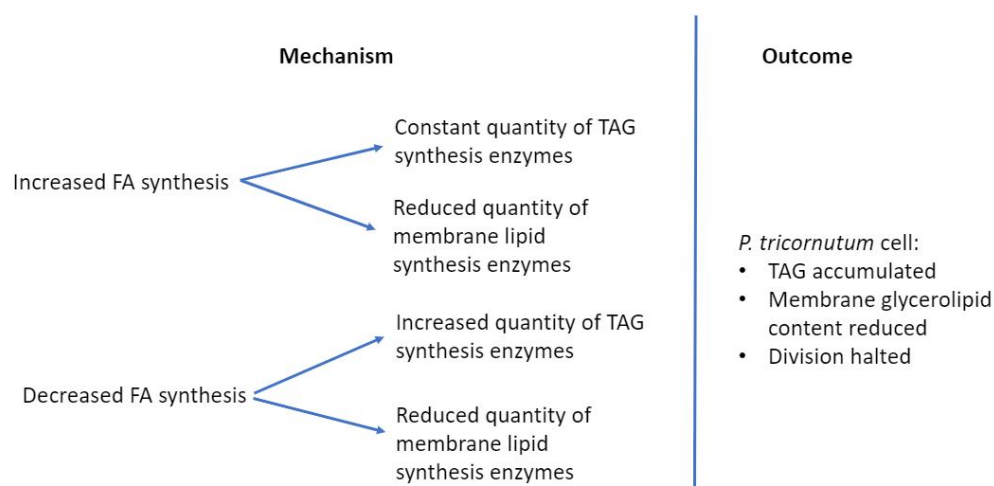 Mechanism
Outcome
Increased FA synthesis
Constant quantity of TAG
synthesis enzymes
Reduced quantity of
membrane lipid
synthesis enzymes
Decreased FA synthesis
Increased quantity of TAG
synthesis enzymes
Reduced quantity of
membrane lipid
synthesis enzymes
P. tricornutum cell:
• TAG accumulated
• Membrane glycerolipid
content reduced
• Division halted